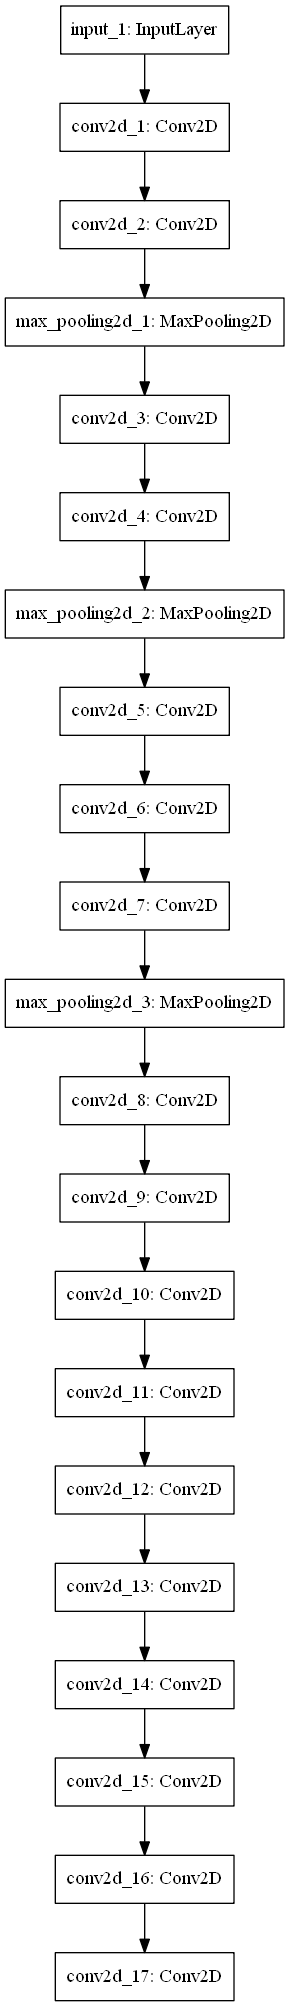 input_1: InputLayer
conv2d_1: Conv2D
conv2d_2: Conv2D
max_pooling2d_1: MaxPooling2D
conv2d_3: Conv2D
conv2d_4: Conv2D
max_pooling2d_2: MaxPooling2D
conv2d_5: Conv2D
conv2d_6: Conv2D
conv2d_7: Conv2D
max_pooling2d_3: MaxPooling2D
conv2d_8: Conv2D
conv2d_9: Conv2D
conv2d_10: Conv2D
conv2d_11: Conv2D
conv2d_12: Conv2D
conv2d_13: Conv2D
conv2d_14: Conv2D
conv2d_15: Conv2D
conv2d_16: Conv2D
conv2d_17: Conv2D